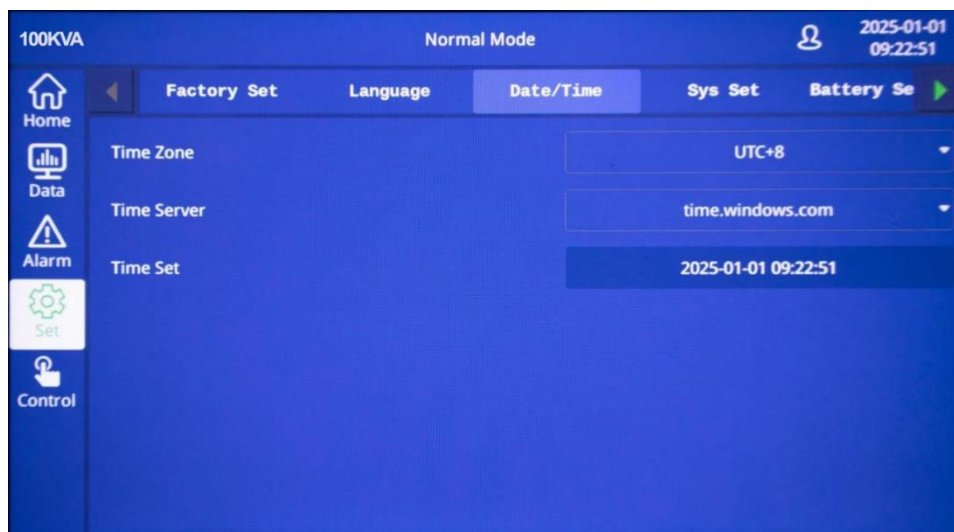 100KVA
Normal Mode
2025-01-01
09:22:51
Home
Data
Alarm
Set
Control
Factory Set
Language
Date/Time
Sys Set
Battery Se
Time Zone
UTC+8
Time Server
time.windows.com
Time Set
2025-01-01 09:22:51